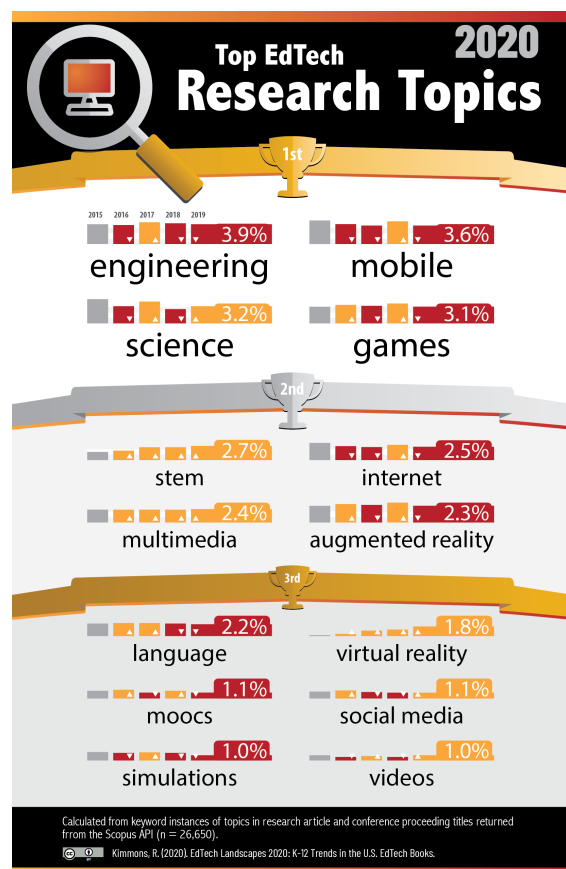 2020
Top EdTech
Research Topics
1st
2015 2016 2017 2018 2019
3.9% 3.6%
engineering mobile
3.2% 3.1%
science games
2nd
2.7% 2.5%
stem internet
2.4% 2.3%
multimedia augmented reality
3rd
2.2% 1.8%
language virtual reality
1.1% 1.1%
moocs social media
1.0% 1.0%
simulations videos
Calculated from keyword instances of topics in research article and conference proceeding titles returned
frrom the Scopus API (n = 26,650).
cc BY Kimmons, R. (2020). EdTech Landscapes 2020: K-12 Trends in the U.S. EdTech Books.